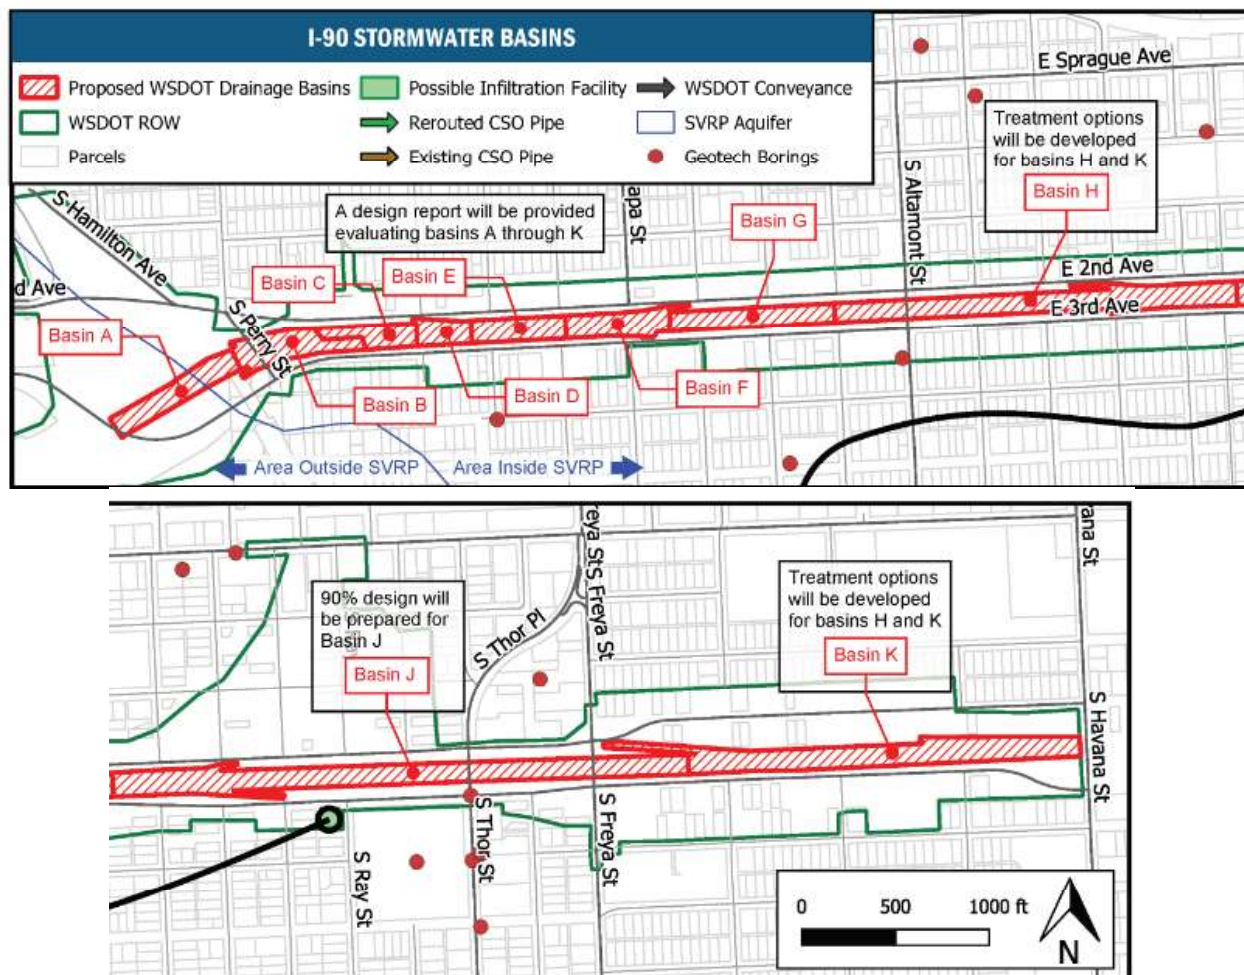 I-90 STORMWATER BASINS
Proposed WSDOT Drainage Basins
Possible Infiltration Facility
WSDOT Conveyance
WSDOT ROW
Rerouted CSO Pipe
SVRP Aquifer
Parcels
Existing CSO Pipe
Geotech Borings
E Sprague Ave
Treatment options
will be developed
for basins H and K
Basin H
S Altamont St
S Hamilton Ave
A design report will be provided
evaluating basins A through K
apa St
Basin G
Basin E
Basin C
E 2nd Ave
d Ave
S Perry St
E 3rd Ave
Basin A
Basin F
Basin D
Basin B
Area Outside SVRP
Area Inside SVRP
reya St
S Freya St
vana St
90% design will
be prepared for
Basin J
Basin J
S Thor Pl
Treatment options
will be developed
for basins H and K
Basin K
S Havana St
S Thor St
S Freya St
S Ray St
0 500 1000 ft
N